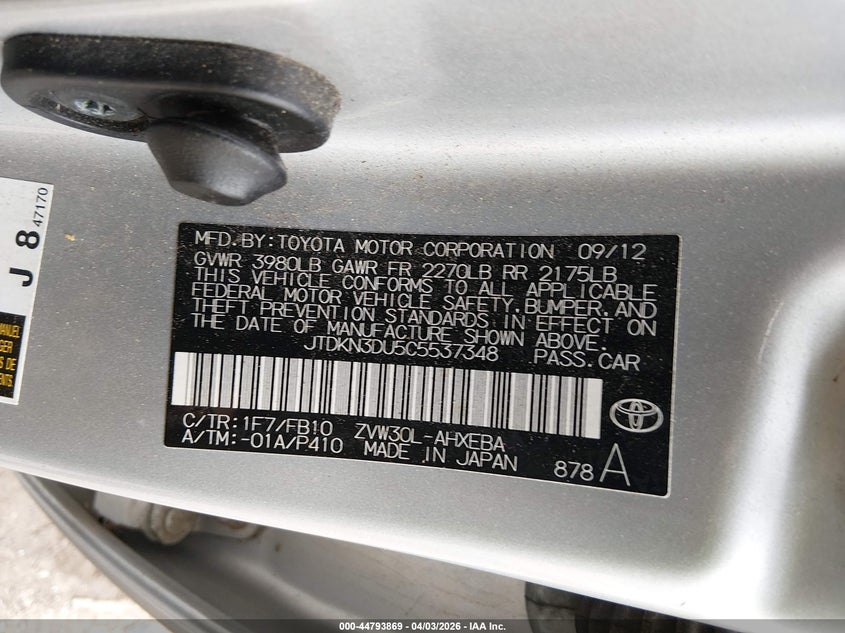 J 8 47170
MANUEL
MFD. BY: TOYOTA MOTOR CORPORATION 09/12
GVWR 3980LB GAWR FR 2270LB RR 2175LB
THIS VEHICLE CONFORMS TO ALL APPLICABLE
FEDERAL MOTOR VEHICLE SAFETY, BUMPER, AND
THEFT PREVENTION STANDARDS IN EFFECT ON
THE DATE OF MANUFACTURE SHOWN ABOVE.
JTDKN3DU5C5537348 PASS. CAR
C/TR: 1F7/FB10 ZVW30L-AHXEBA
A/TM: -01A/P410 MADE IN JAPAN 878 A
000-44793869 - 04/03/2026 - IAA Inc.